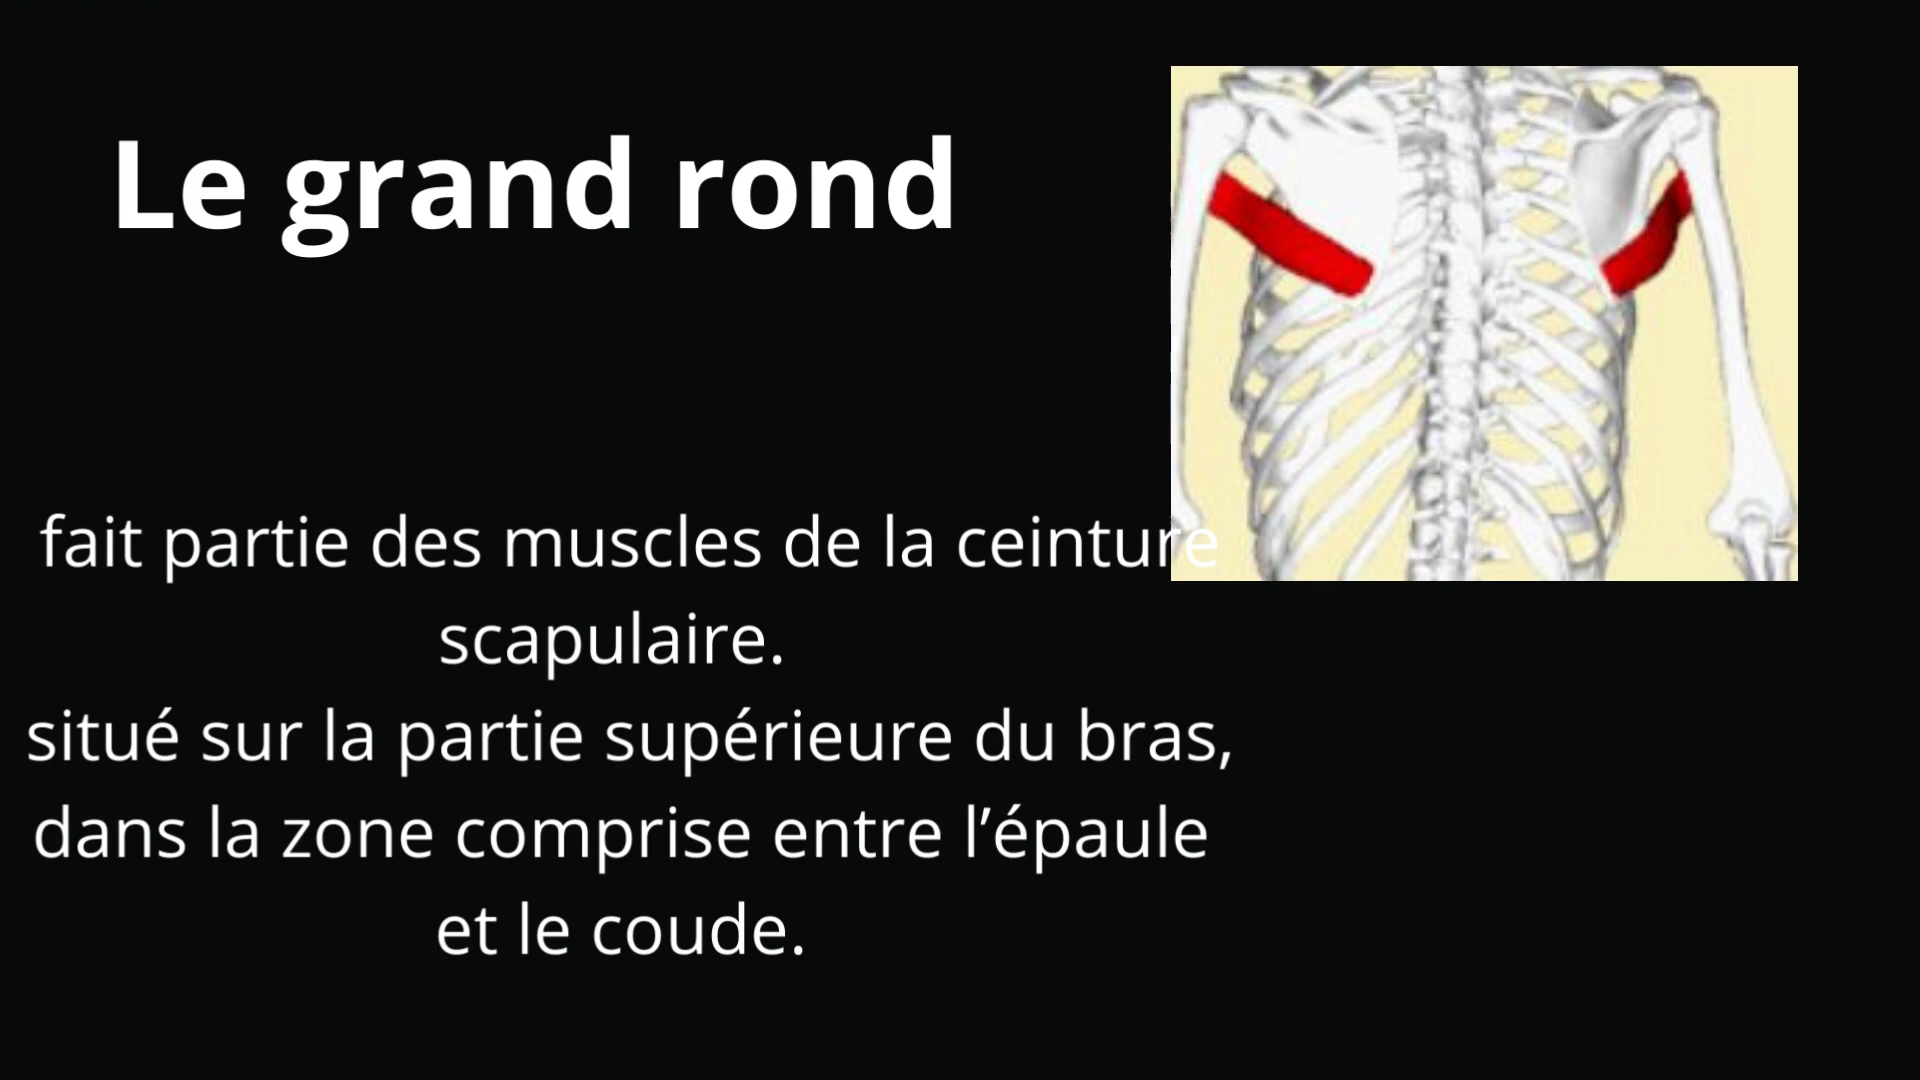 Le grand rond
fait partie des muscles de la ceinture
scapulaire.
situé sur la partie supérieure du bras,
dans la zone comprise entre l’épaule
et le coude.